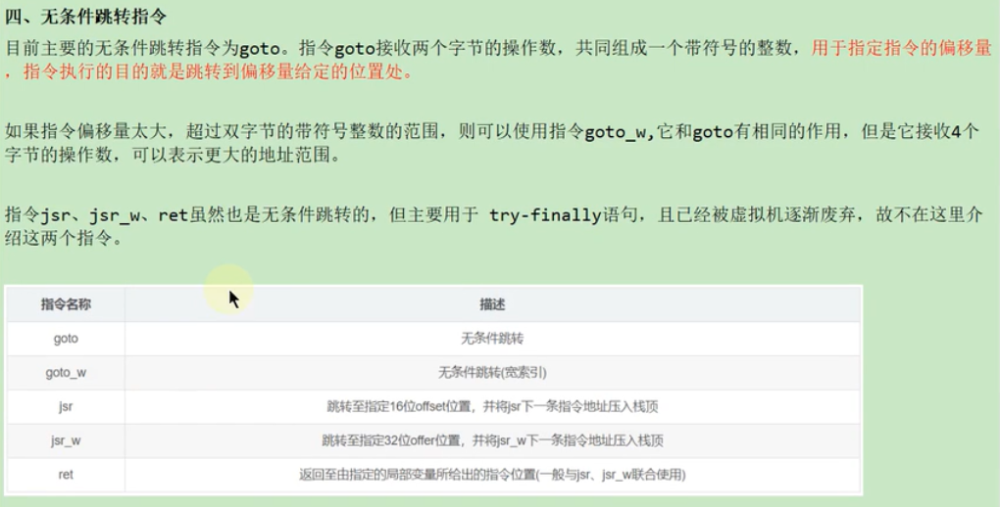 四、无条件跳转指令
目前主要的无条件跳转指令为goto。指令goto接收两个字节的操作数，共同组成一个带符号的整数，用于指定指令的偏移量
，指令执行的目的就是跳转到偏移量给定的位置处。
如果指令偏移量太大，超过双字节的带符号整数的范围，则可以使用指令goto_w,它和goto有相同的作用，但是它接收4个
字节的操作数，可以表示更大的地址范围。
指令jsr、jsr_w、ret虽然也是无条件跳转的，但主要用于 try-finally语句，且已经被虚拟机逐渐废弃，故不在这里介
绍这两个指令。
指令名称 描述
goto 无条件跳转
goto_w 无条件跳转(宽索引)
jsr 跳转至指定16位offset位置，并将jsr下一条指令地址压入栈顶
jsr_w 跳转至指定32位offer位置，并将jsr_w下一条指令地址压入栈顶
ret 返回至由指定的局部变量所给出的指令位置(一般与jsr、jsr_w联合使用)